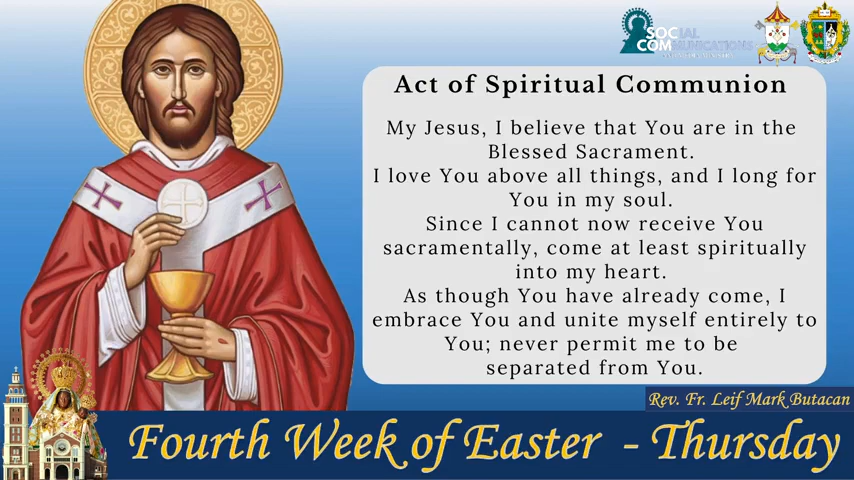 SOCIAL
COMMUNICATIONS
Act of Spiritual Communion
My Jesus, I believe that You are in the
Blessed Sacrament.
I love You above all things, and I long for
You in my soul.
Since I cannot now receive You
sacramentally, come at least spiritually
into my heart.
As though You have already come, I
embrace You and unite myself entirely to
You; never permit me to be
separated from You.
Rev. Fr. Leif Mark Butacan
Fourth Week of Easter - Thursday